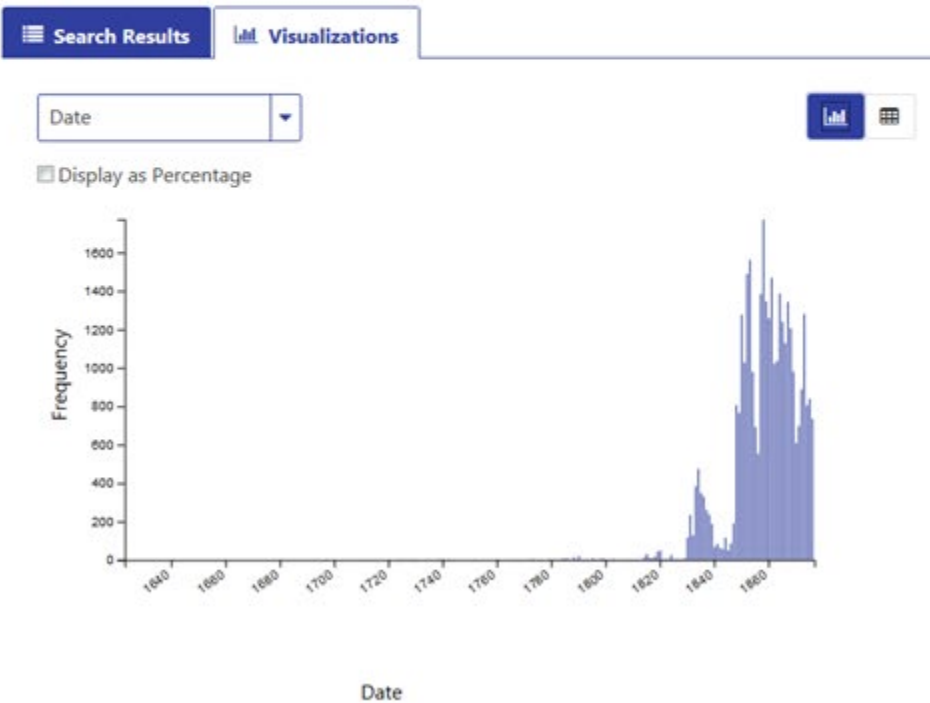 Search Results
Visualizations
Date
Display as Percentage
1600
1400
1200
1000
800
600
400
200
0
Frequency
1640 1660 1680 1700 1720 1740 1760 1780 1800 1820 1840 1860
Date